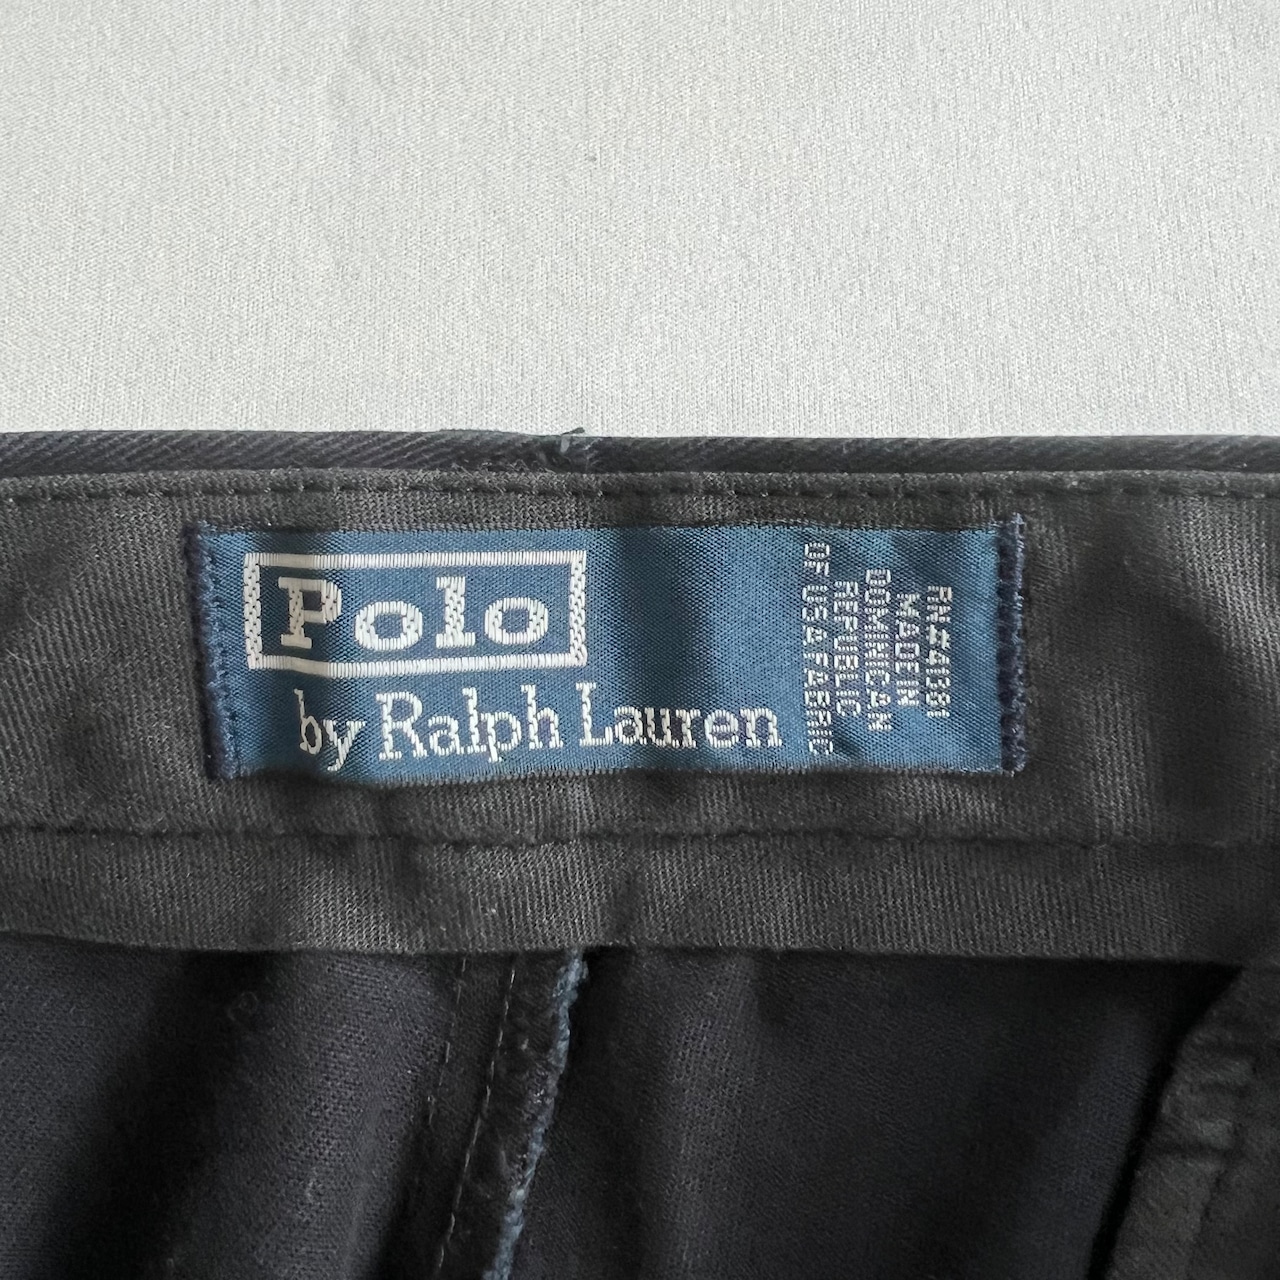 Polo
by Ralph Lauren
RN#41381
MADE IN
DOMINICAN
REPUBLIC
OF USA FABRIC